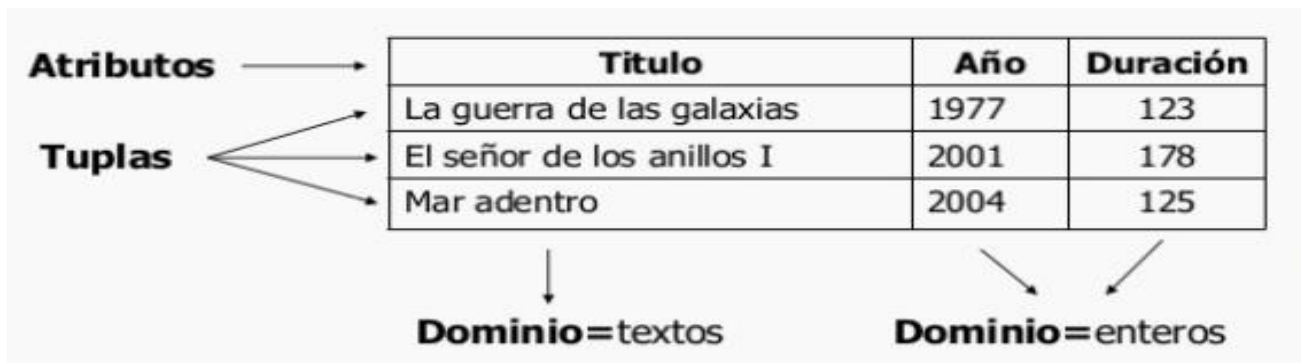 Atributos Titulo Año Duración
La guerra de las galaxias 1977 123
Tuplas El señor de los anillos I 2001 178
Mar adentro 2004 125
Dominio=textos Dominio=enteros